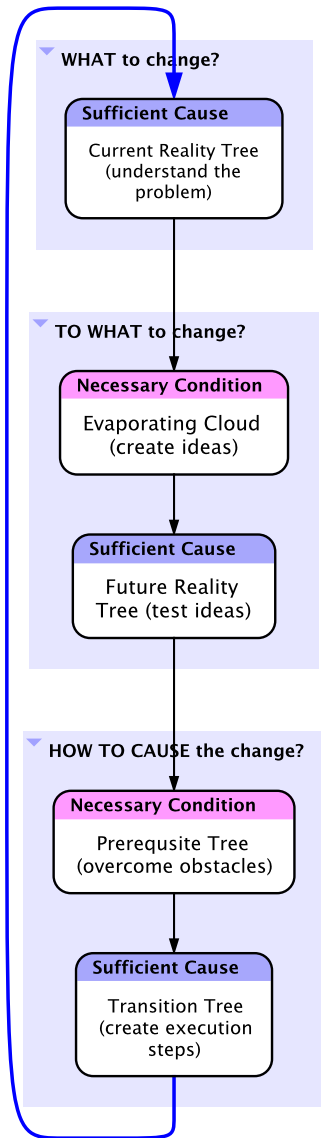 WHAT to change?
Sufficient Cause
Current Reality Tree
(understand the
problem)
TO WHAT to change?
Necessary Condition
Evaporating Cloud
(create ideas)
Sufficient Cause
Future Reality
Tree (test ideas)
HOW TO CAUSE the change?
Necessary Condition
Prerequsite Tree
(overcome obstacles)
Sufficient Cause
Transition Tree
(create execution
steps)